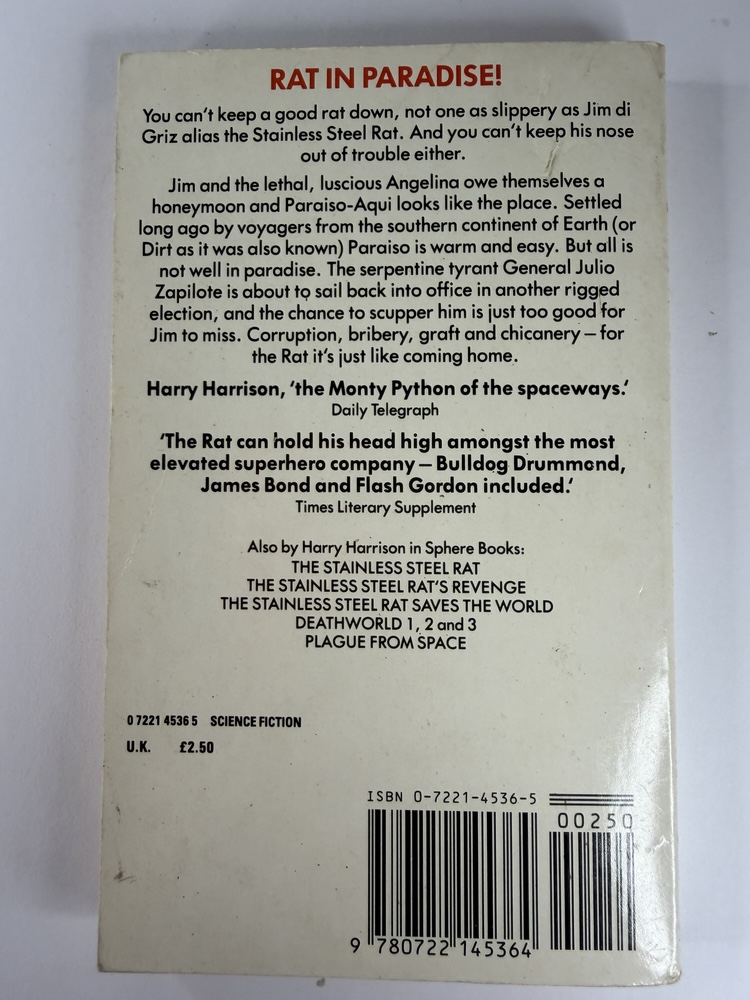 RAT IN PARADISE!
You can't keep a good rat down, not one as slippery as Jim di
Griz alias the Stainless Steel Rat. And you can't keep his nose
out of trouble either.
Jim and the lethal, luscious Angelina owe themselves a
honeymoon and Paraiso-Aqui looks like the place. Settled
long ago by voyagers from the southern continent of Earth (or
Dirt as it was also known) Paraiso is warm and easy. But all is
not well in paradise. The serpentine tyrant General Julio
Zapilote is about to sail back into office in another rigged
election, and the chance to scupper him is just too good for
Jim to miss. Corruption, bribery, graft and chicanery – for
the Rat it's just like coming home.
Harry Harrison, 'the Monty Python of the spaceways.'
Daily Telegraph
'The Rat can hold his head high amongst the most
elevated superhero company – Bulldog Drummond,
James Bond and Flash Gordon included.'
Times Literary Supplement
Also by Harry Harrison in Sphere Books:
THE STAINLESS STEEL RAT
THE STAINLESS STEEL RAT'S REVENGE
THE STAINLESS STEEL RAT SAVES THE WORLD
DEATHWORLD 1, 2 and 3
PLAGUE FROM SPACE
0 7221 4536 5 SCIENCE FICTION
U.K. £2.50
ISBN 0-7221-4536-5
00250
9 780722 145364